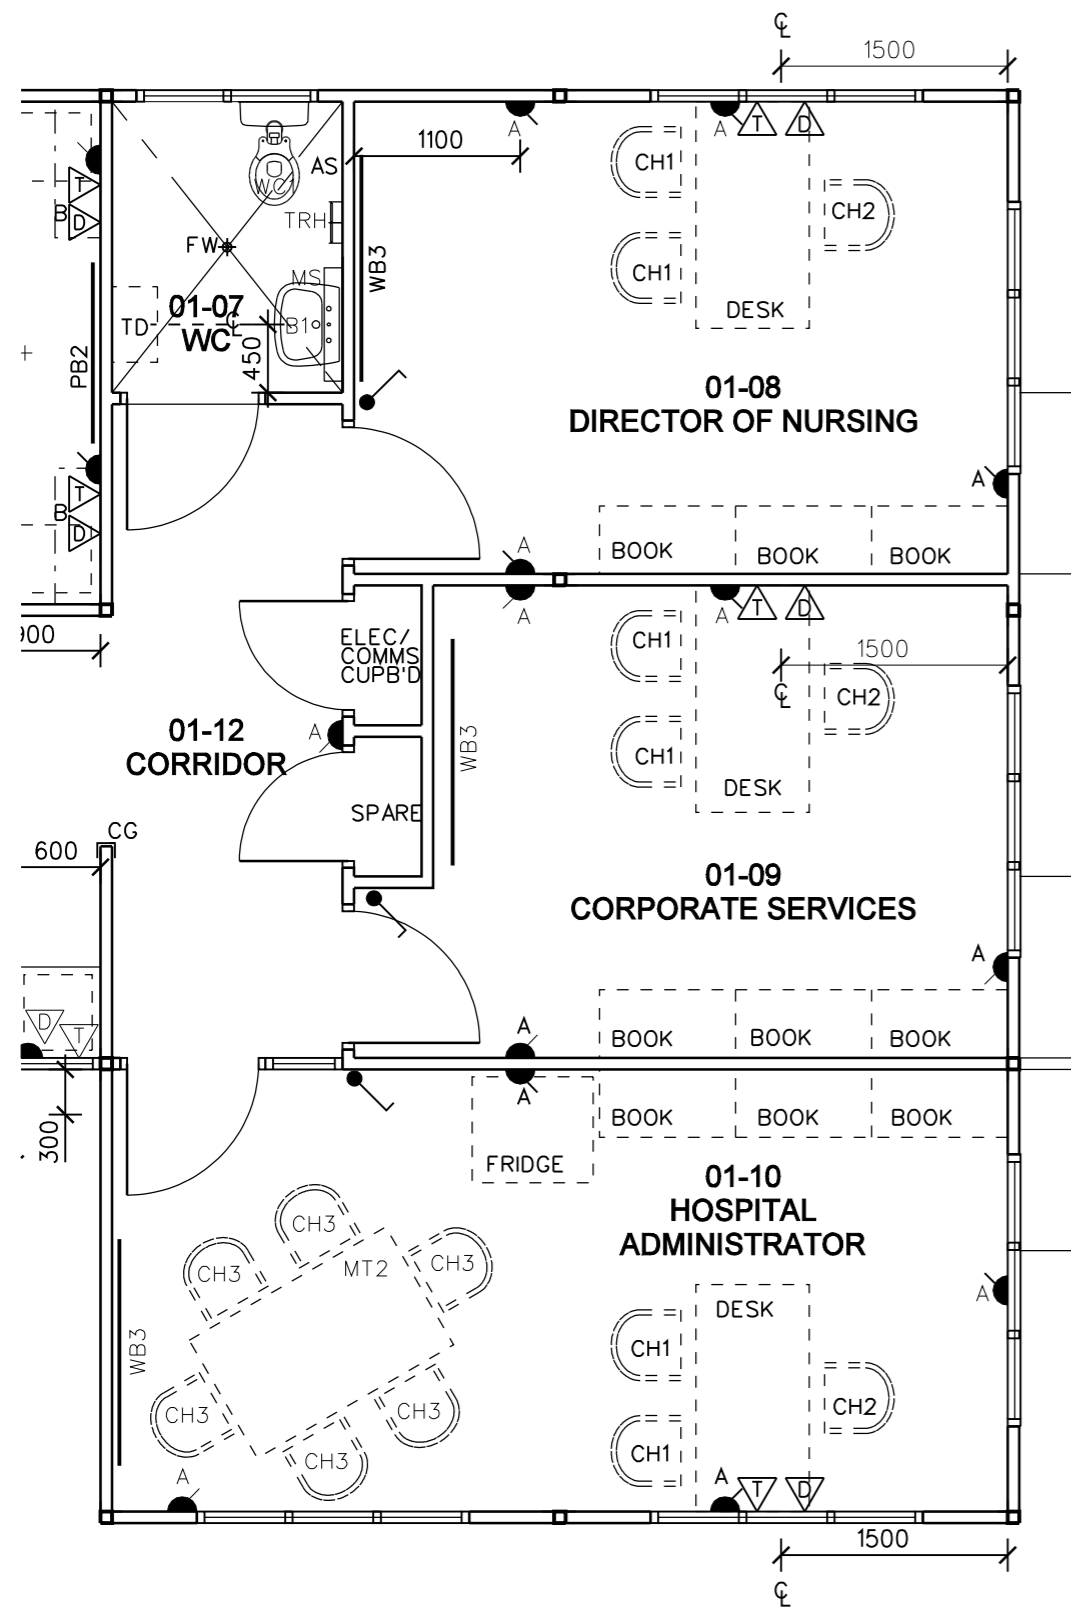 ℄
1500
A
A
T
D
1100
AS
CH1
CH2
WC1
T
B
D
TRH
FW
MS
WB3
CH1
DESK
01-07
WC
TD
℄
B1
450
PB2
01-08
DIRECTOR OF NURSING
T
B
D
A
BOOK
BOOK
BOOK
A
A
A
T
D
900
ELEC/
COMMS
CUPB'D
CH1
1500
℄
CH2
01-12
CORRIDOR
A
WB3
CH1
DESK
SPARE
CG
600
01-09
CORPORATE SERVICES
A
D
T
A
BOOK
BOOK
BOOK
A
300
BOOK
BOOK
BOOK
FRIDGE
01-10
HOSPITAL
ADMINISTRATOR
CH3
CH3
MT2
CH3
A
DESK
WB3
CH1
CH3
CH3
CH2
CH3
CH1
A
A
T
D
1500
℄